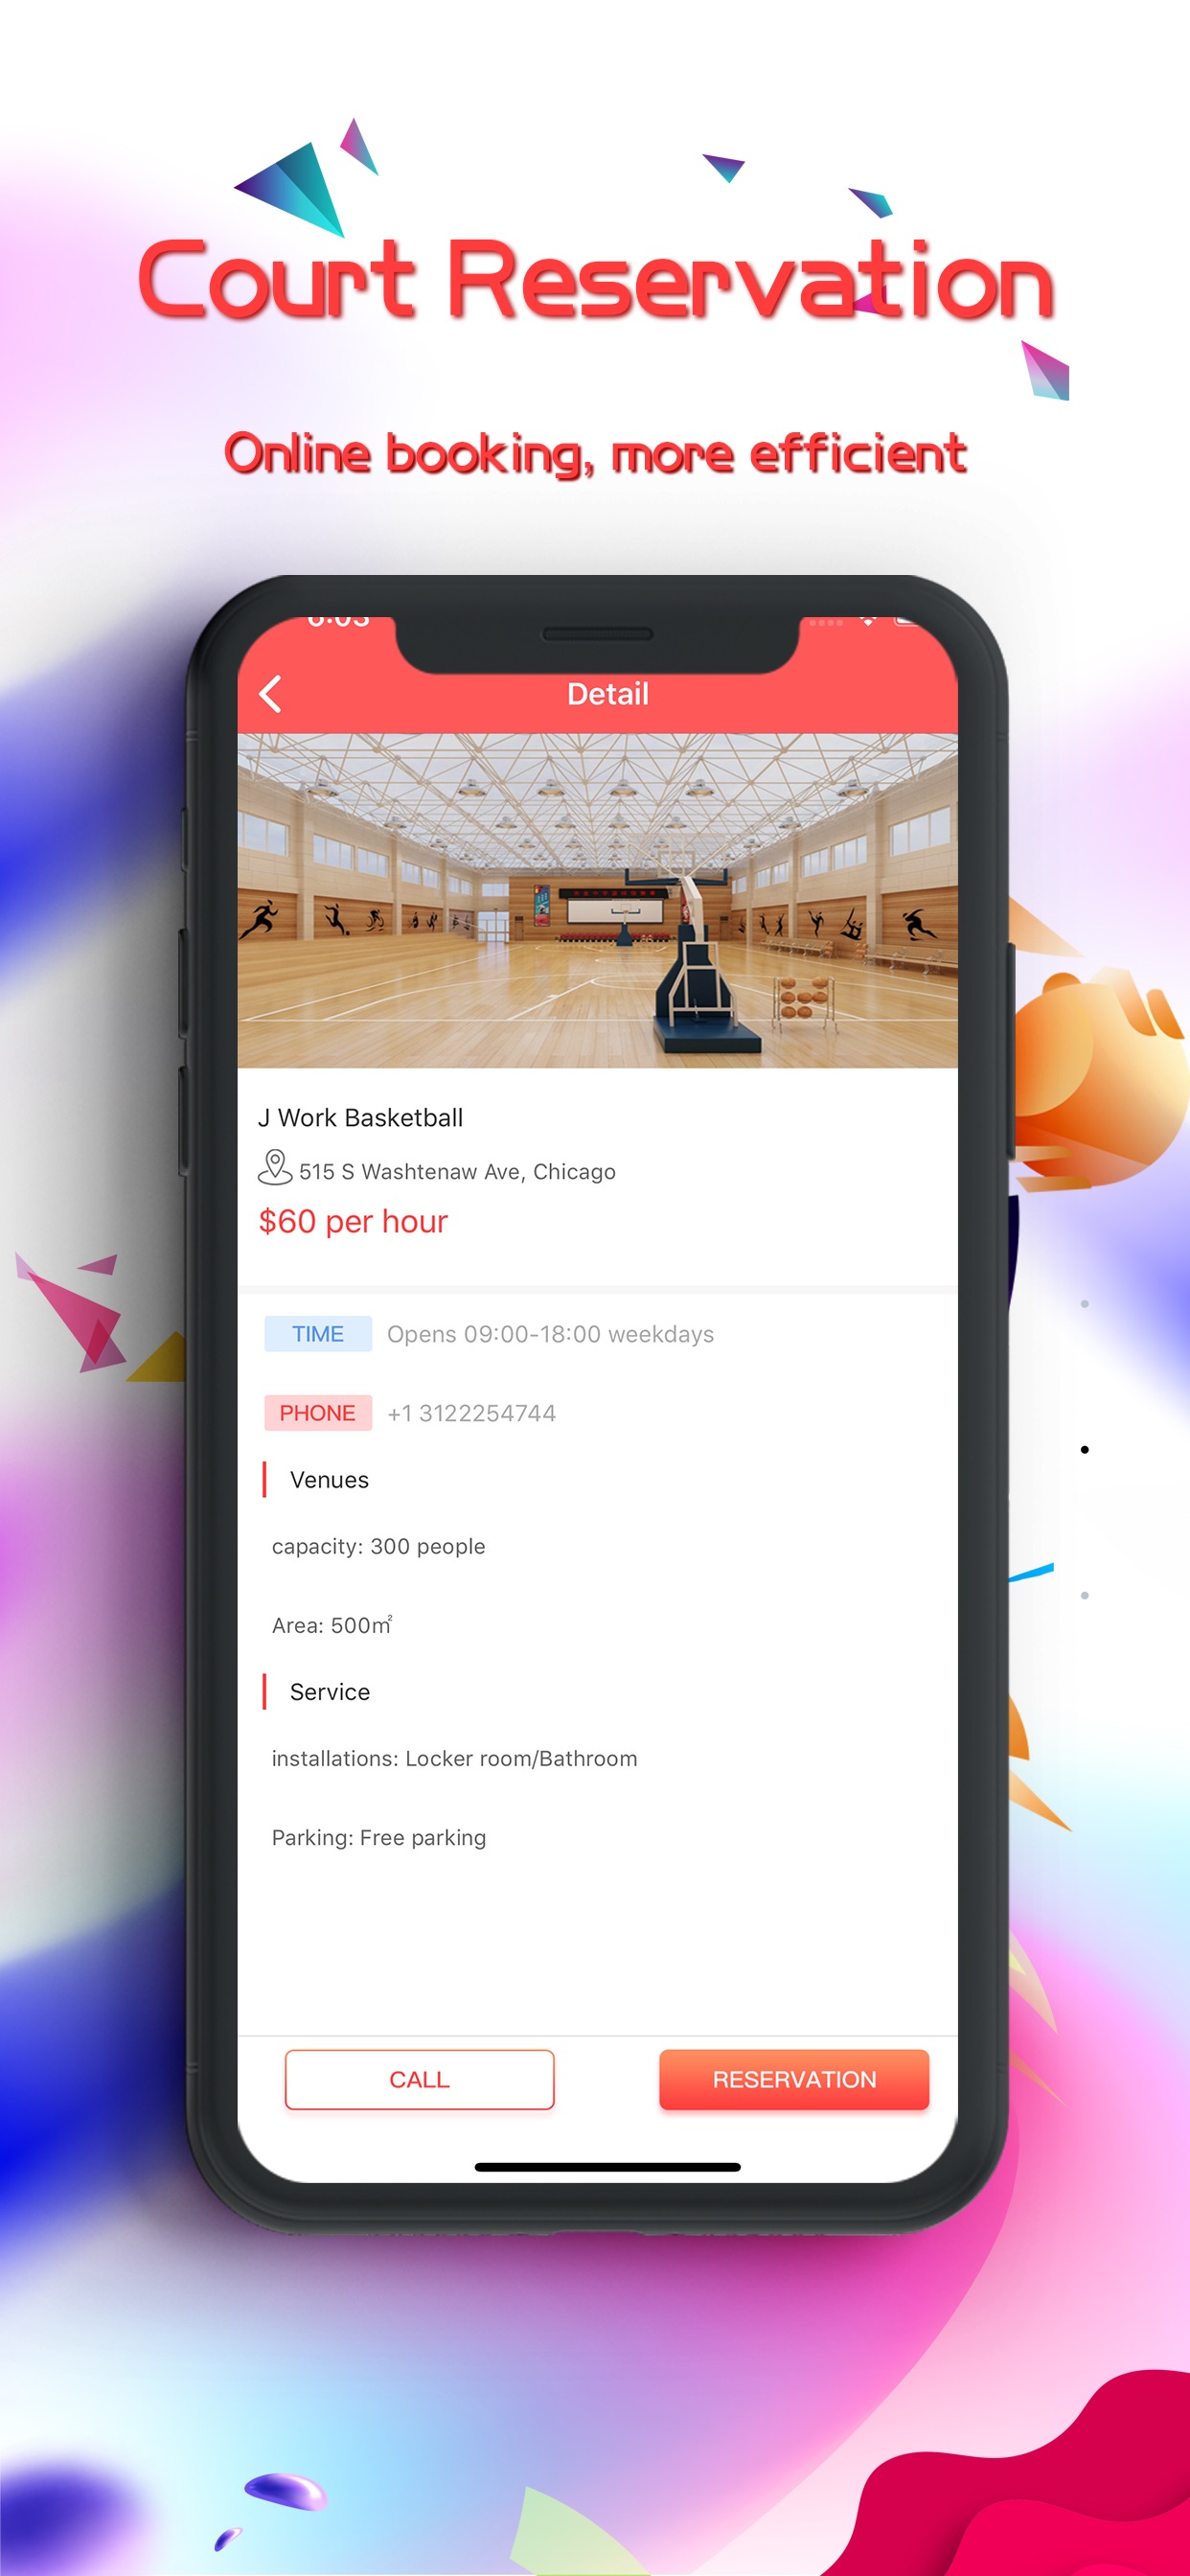 Court Reservation
Online booking, more efficient
6:03
Detail
J Work Basketball
515 S Washtenaw Ave, Chicago
$60 per hour
TIME Opens 09:00-18:00 weekdays
PHONE +1 3122254744
Venues
capacity: 300 people
Area: 500㎡
Service
installations: Locker room/Bathroom
Parking: Free parking
CALL RESERVATION